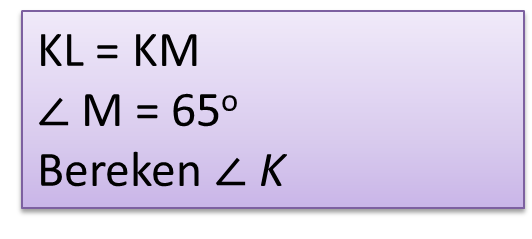 KL = KM
∠ M = 65°
Bereken ∠ K